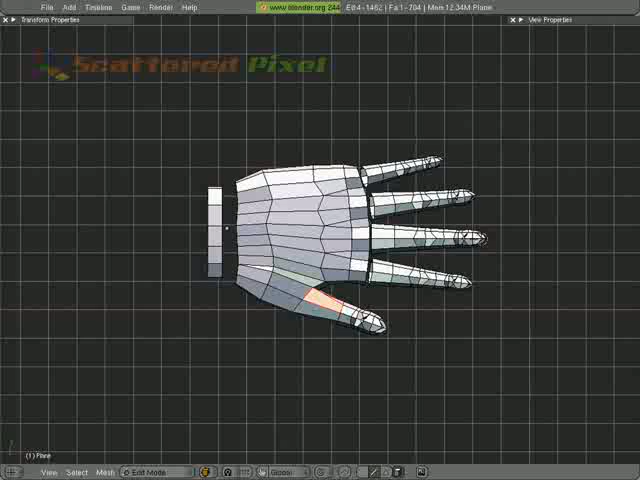 File Add Timeline Game Render Help www.blender.org 244 Ed:4-1462 | Fa:1-704 | Mem:12.34M Plane
Transform Properties View Properties
Scattered Pixel
(1) Plane
View Select Mesh Edit Mode Global